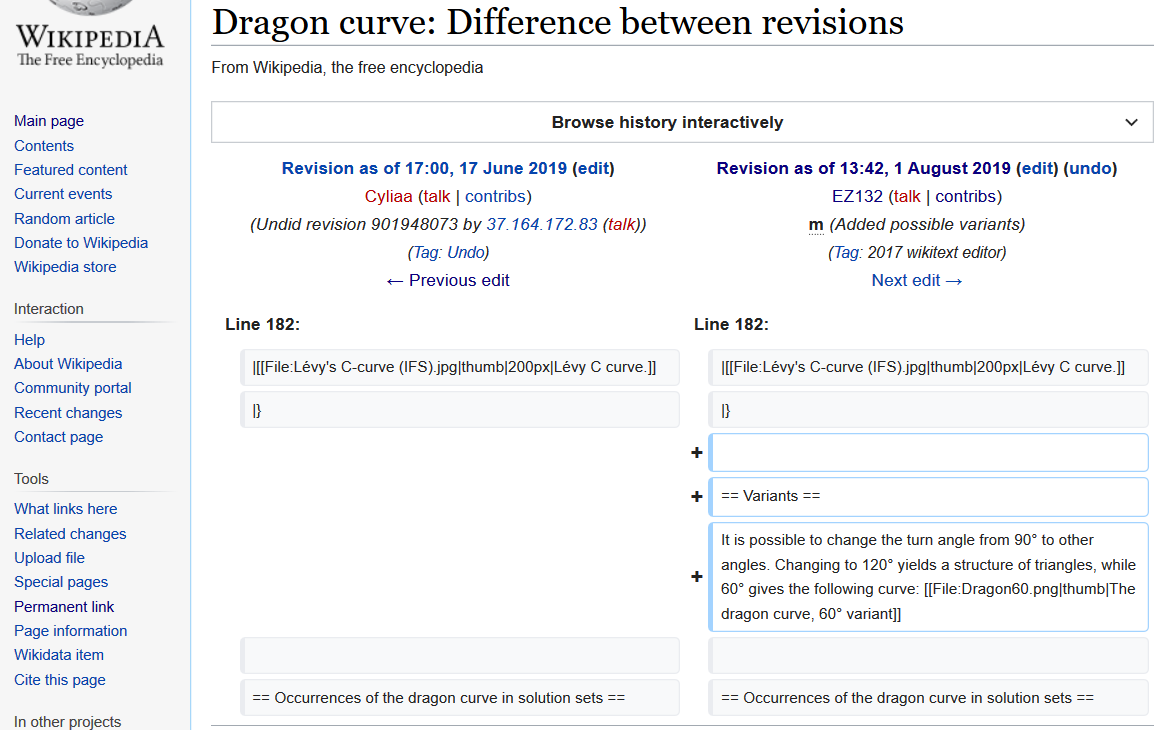 WIKIPEDIA
The Free Encyclopedia
Main page
Contents
Featured content
Current events
Random article
Donate to Wikipedia
Wikipedia store
Interaction
Help
About Wikipedia
Community portal
Recent changes
Contact page
Tools
What links here
Related changes
Upload file
Special pages
Permanent link
Page information
Wikidata item
Cite this page
In other projects
Dragon curve: Difference between revisions
From Wikipedia, the free encyclopedia
Browse history interactively
Revision as of 17:00, 17 June 2019 (edit)
Cyliaa (talk | contribs)
(Undid revision 901948073 by 37.164.172.83 (talk))
(Tag: Undo)
← Previous edit
Revision as of 13:42, 1 August 2019 (edit) (undo)
EZ132 (talk | contribs)
m (Added possible variants)
(Tag: 2017 wikitext editor)
Next edit →
Line 182:
Line 182:
|[[File:Lévy's C-curve (IFS).jpg|thumb|200px|Lévy C curve.]]
|[[File:Lévy's C-curve (IFS).jpg|thumb|200px|Lévy C curve.]]
|}
|}
+
+ == Variants ==
It is possible to change the turn angle from 90° to other
angles. Changing to 120° yields a structure of triangles, while
+ 60° gives the following curve: [[File:Dragon60.png|thumb|The
dragon curve, 60° variant]]
== Occurrences of the dragon curve in solution sets ==
== Occurrences of the dragon curve in solution sets ==